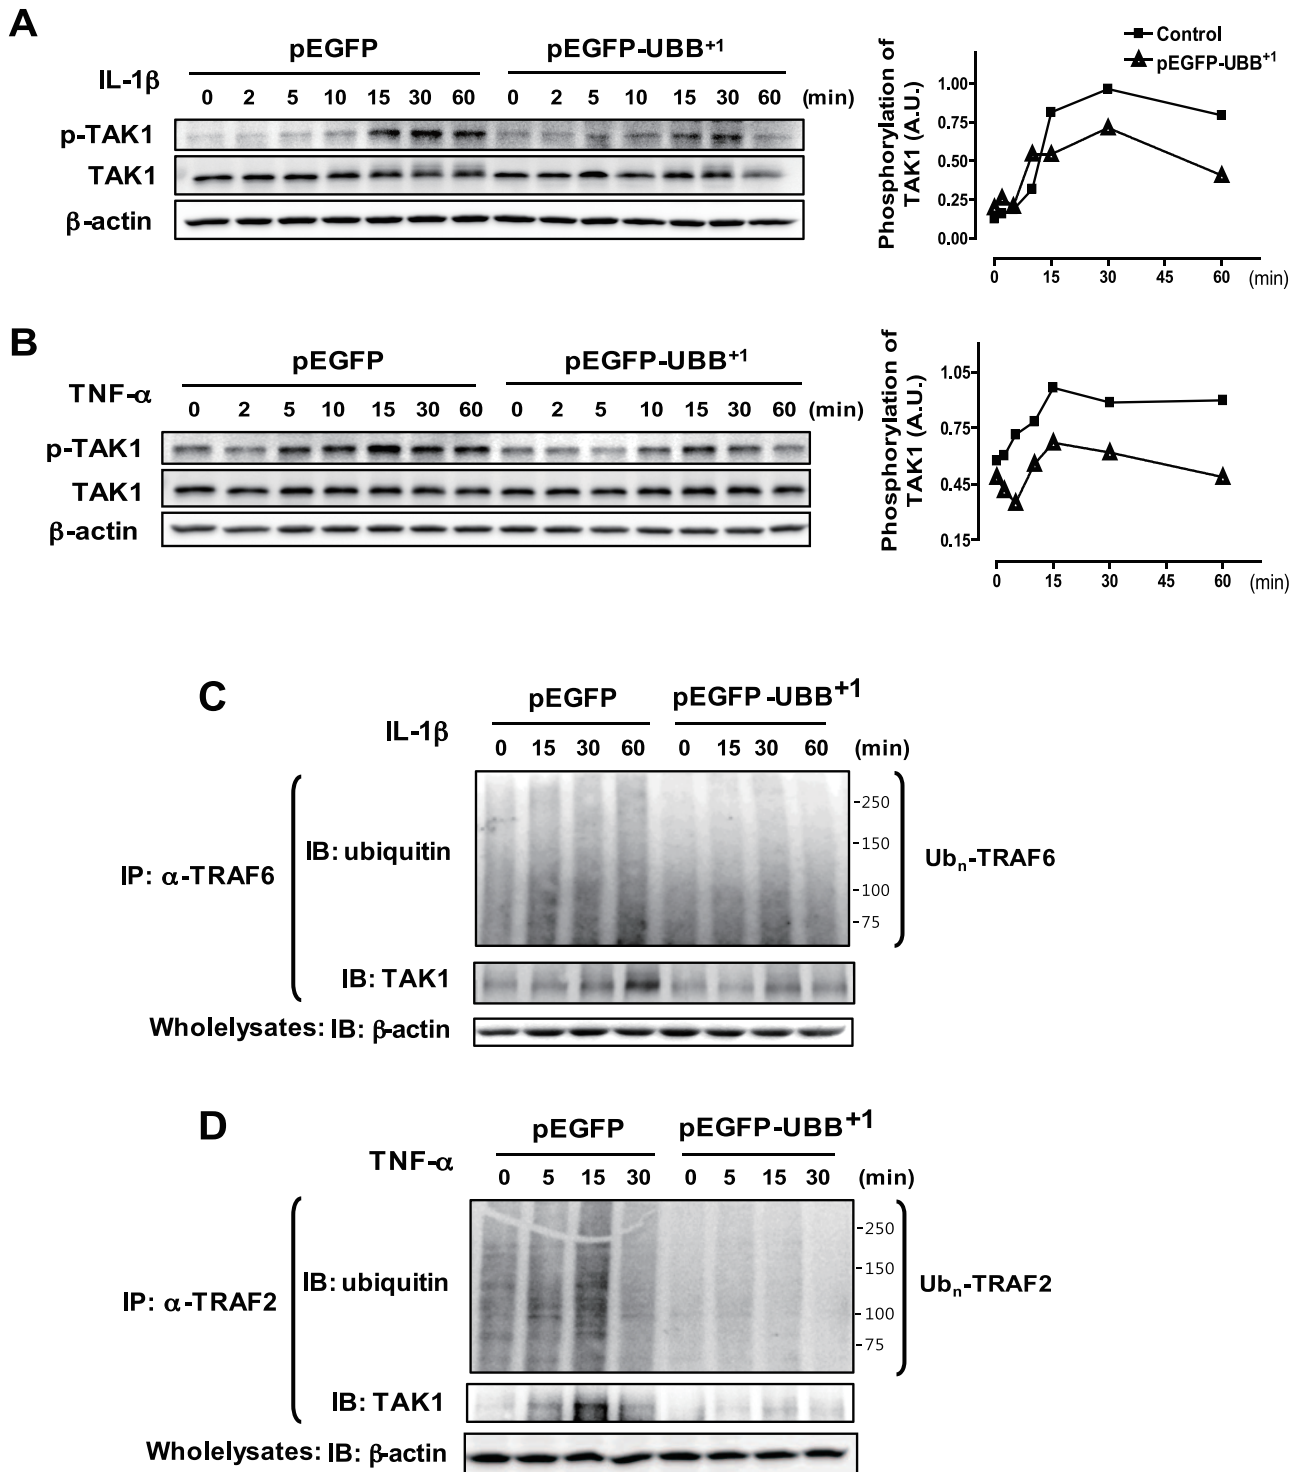 A
pEGFP
pEGFP-UBB+1
IL-1β
0 2 5 10 15 30 60 0 2 5 10 15 30 60 (min)
p-TAK1
TAK1
β-actin
Control
pEGFP-UBB+1
Phosphorylation of
TAK1 (A.U.)
1.00
0.75
0.50
0.25
0.00
0 15 30 45 60 (min)
B
pEGFP
pEGFP-UBB+1
TNF-α
0 2 5 10 15 30 60 0 2 5 10 15 30 60 (min)
p-TAK1
TAK1
β-actin
Phosphorylation of
TAK1 (A.U.)
1.05
0.75
0.45
0.15
0 15 30 45 60 (min)
C
pEGFP
pEGFP-UBB+1
IL-1β
0 15 30 60 0 15 30 60 (min)
IP: α-TRAF6
IB: ubiquitin
-250
-150
-100
-75
Ubn-TRAF6
IB: TAK1
Wholelysates: IB: β-actin
D
pEGFP
pEGFP-UBB+1
TNF-α
0 5 15 30 0 5 15 30 (min)
IP: α-TRAF2
IB: ubiquitin
-250
-150
-100
-75
Ubn-TRAF2
IB: TAK1
Wholelysates: IB: β-actin